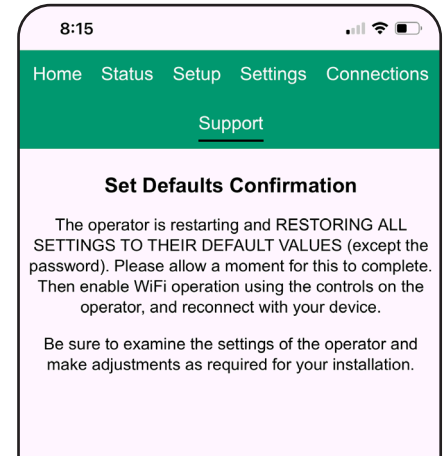 8:15
Home Status Setup Settings Connections
Support
Set Defaults Confirmation
The operator is restarting and RESTORING ALL
SETTINGS TO THEIR DEFAULT VALUES (except the
password). Please allow a moment for this to complete.
Then enable WiFi operation using the controls on the
operator, and reconnect with your device.
Be sure to examine the settings of the operator and
make adjustments as required for your installation.